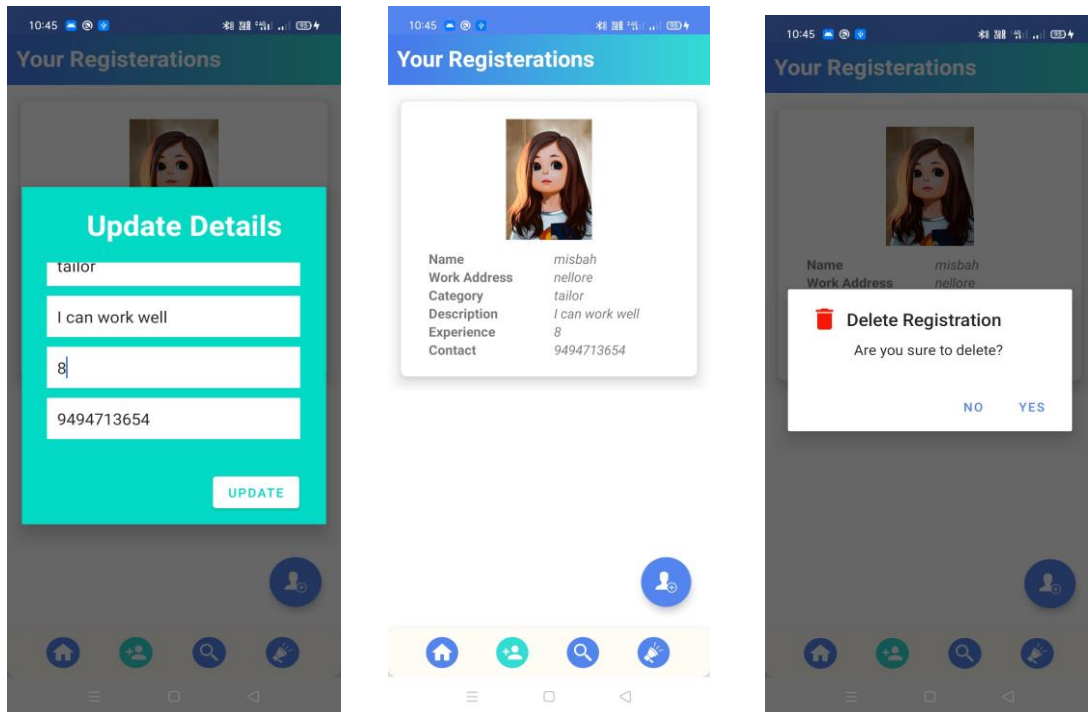 10:45
Your Registerations
Update Details
tailor
I can work well
8
9494713654
UPDATE
10:45
Your Registerations
Name misbah
Work Address nellore
Category tailor
Description I can work well
Experience 8
Contact 9494713654
10:45
Your Registerations
Name misbah
Work Address nellore
Delete Registration
Are you sure to delete?
NO YES